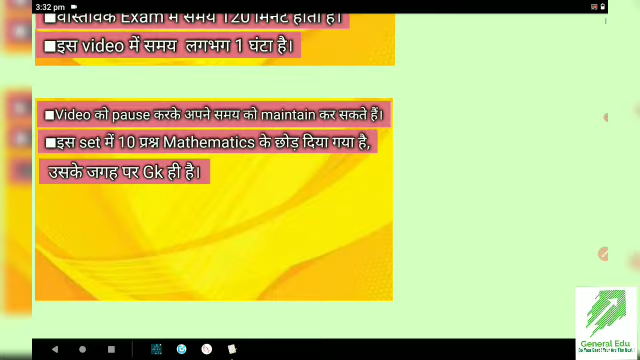 3:32 pm
■वास्तविक Exam में समय 120 मिनट होता है।
■इस video में समय लगभग 1 घंटा है।
■Video को pause करके अपने समय को maintain कर सकते हैं।
■इस set में 10 प्रश्न Mathematics के छोड़ दिया गया है,
उसके जगह पर Gk ही है।
General Edu